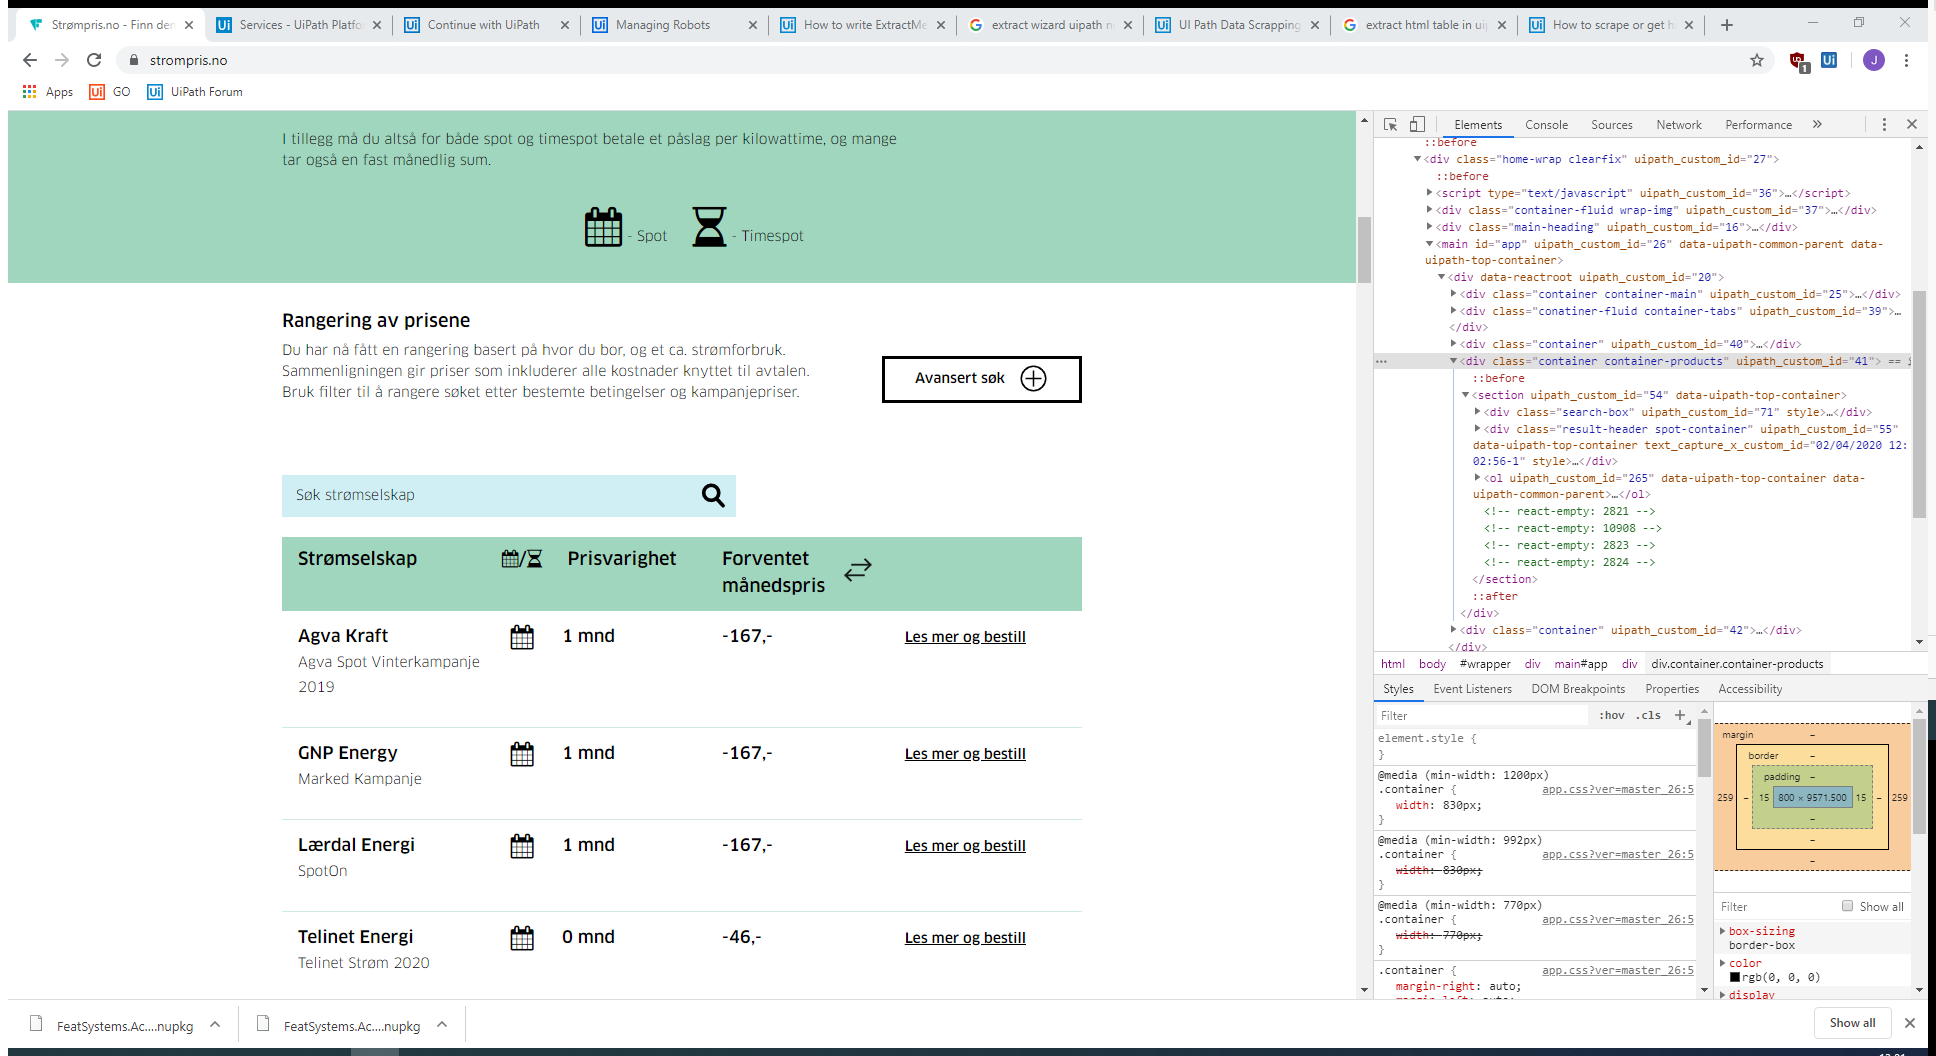 Strømpris.no - Finn den
Services - UiPath Platfo
Continue with UiPath
Managing Robots
How to write ExtractMe
extract wizard uipath n
UI Path Data Scrapping
extract html table in ui
How to scrape or get h
strompris.no
1
J
Apps
GO
UiPath Forum
I tillegg må du altså for både spot og timespot betale et påslag per kilowattime, og mange
tar også en fast månedlig sum.
- Spot
- Timespot
Rangering av prisene
Du har nå fått en rangering basert på hvor du bor, og et ca. strømforbruk.
Sammenligningen gir priser som inkluderer alle kostnader knyttet til avtalen.
Bruk filter til å rangere søket etter bestemte betingelser og kampanjepriser.
Avansert søk
Søk strømselskap
Strømselskap / Prisvarighet Forventet månedspris
Agva Kraft 1 mnd -167,- Les mer og bestill
Agva Spot Vinterkampanje
2019
GNP Energy 1 mnd -167,- Les mer og bestill
Marked Kampanje
Lærdal Energi 1 mnd -167,- Les mer og bestill
SpotOn
Telinet Energi 0 mnd -46,- Les mer og bestill
Telinet Strøm 2020
Elements Console Sources Network Performance »
::before
<div class="home-wrap clearfix" uipath_custom_id="27">
::before
<script type="text/javascript" uipath_custom_id="36">…</script>
<div class="container-fluid wrap-img" uipath_custom_id="37">…</div>
<div class="main-heading" uipath_custom_id="16">…</div>
<main id="app" uipath_custom_id="26" data-uipath-common-parent data-
uipath-top-container>
<div data-reactroot uipath_custom_id="20">
<div class="container container-main" uipath_custom_id="25">…</div>
<div class="conatiner-fluid container-tabs" uipath_custom_id="39">…
</div>
<div class="container" uipath_custom_id="40">…</div>
<div class="container container-products" uipath_custom_id="41"> ==
::before
<section uipath_custom_id="54" data-uipath-top-container>
<div class="search-box" uipath_custom_id="71" style>…</div>
<div class="result-header spot-container" uipath_custom_id="55"
data-uipath-top-container text_capture_x_custom_id="02/04/2020 12:
02:56-1" style>…</div>
<ol uipath_custom_id="265" data-uipath-top-container data-
uipath-common-parent>…</ol>
<!-- react-empty: 2821 -->
<!-- react-empty: 10908 -->
<!-- react-empty: 2823 -->
<!-- react-empty: 2824 -->
</section>
::after
</div>
<div class="container" uipath_custom_id="42">…</div>
</div>
html body #wrapper div main#app div div.container.container-products
Styles Event Listeners DOM Breakpoints Properties Accessibility
Filter :hov .cls +
element.style {
}
@media (min-width: 1200px)
.container { app.css?ver=master_26:5
width: 830px;
}
@media (min-width: 992px)
.container { app.css?ver=master_26:5
width: 830px;
}
@media (min-width: 770px)
.container { app.css?ver=master_26:5
width: 770px;
}
.container { app.css?ver=master_26:5
margin-right: auto;
margin-left: auto;
margin –
border –
padding –
259 – 15 800 × 9571.500 15 – 259
–
–
–
Filter Show all
box-sizing
border-box
color
rgb(0, 0, 0)
display
FeatSystems.Ac....nupkg
FeatSystems.Ac....nupkg
Show all